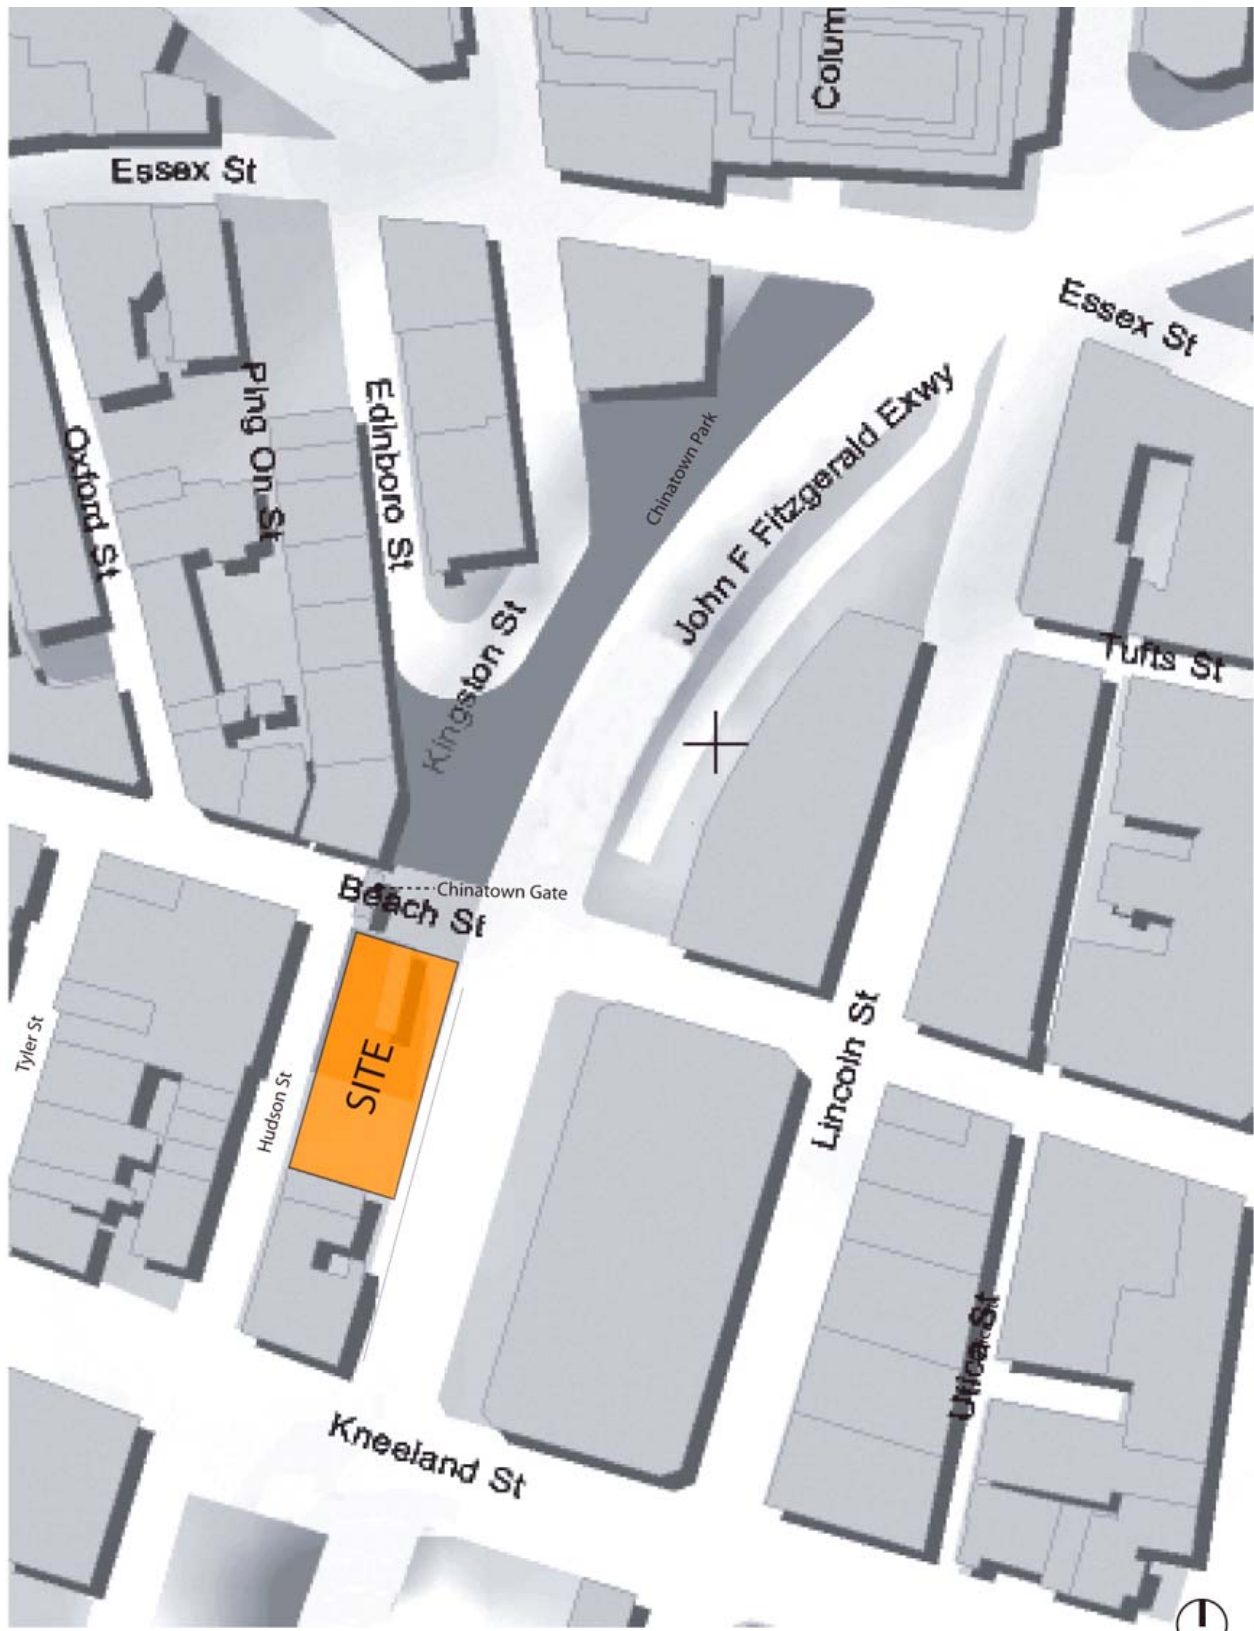 Colum
Essex St
Essex St
Ping On St
Edinboro St
Oxford St
Chinatown Park
John F Fitzgerald Exwy
Kingston St
Tufts St
Beach St
Chinatown Gate
Tyler St
Hudson St
SITE
Lincoln St
Utica St
Kneeland St